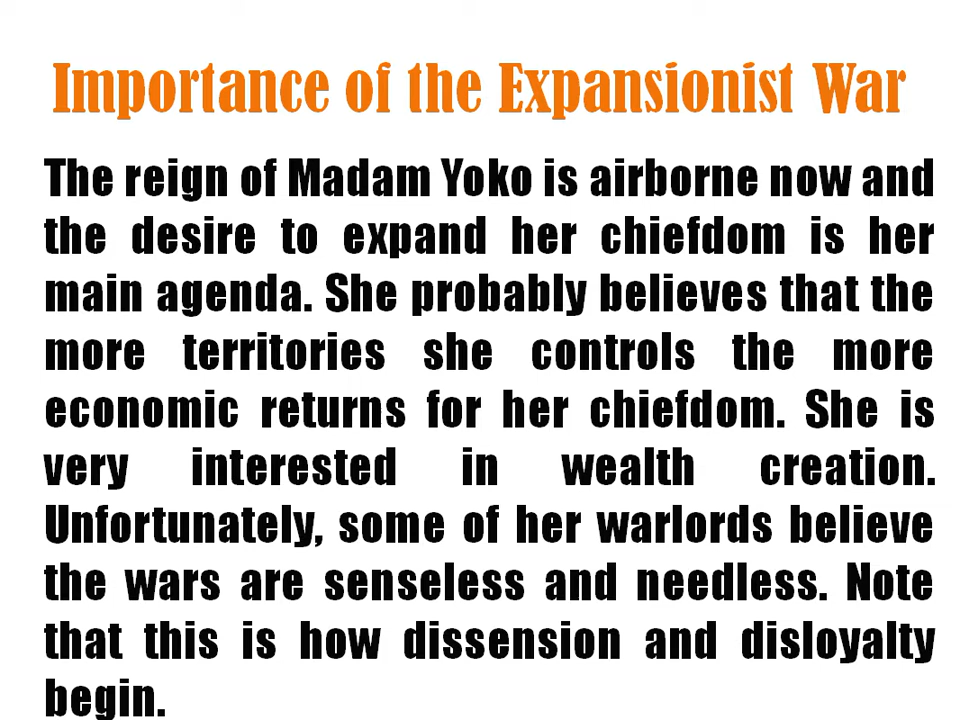 Importance of the Expansionist War
The reign of Madam Yoko is airborne now and
the desire to expand her chiefdom is her
main agenda. She probably believes that the
more territories she controls the more
economic returns for her chiefdom. She is
very interested in wealth creation.
Unfortunately, some of her warlords believe
the wars are senseless and needless. Note
that this is how dissension and disloyalty
begin.